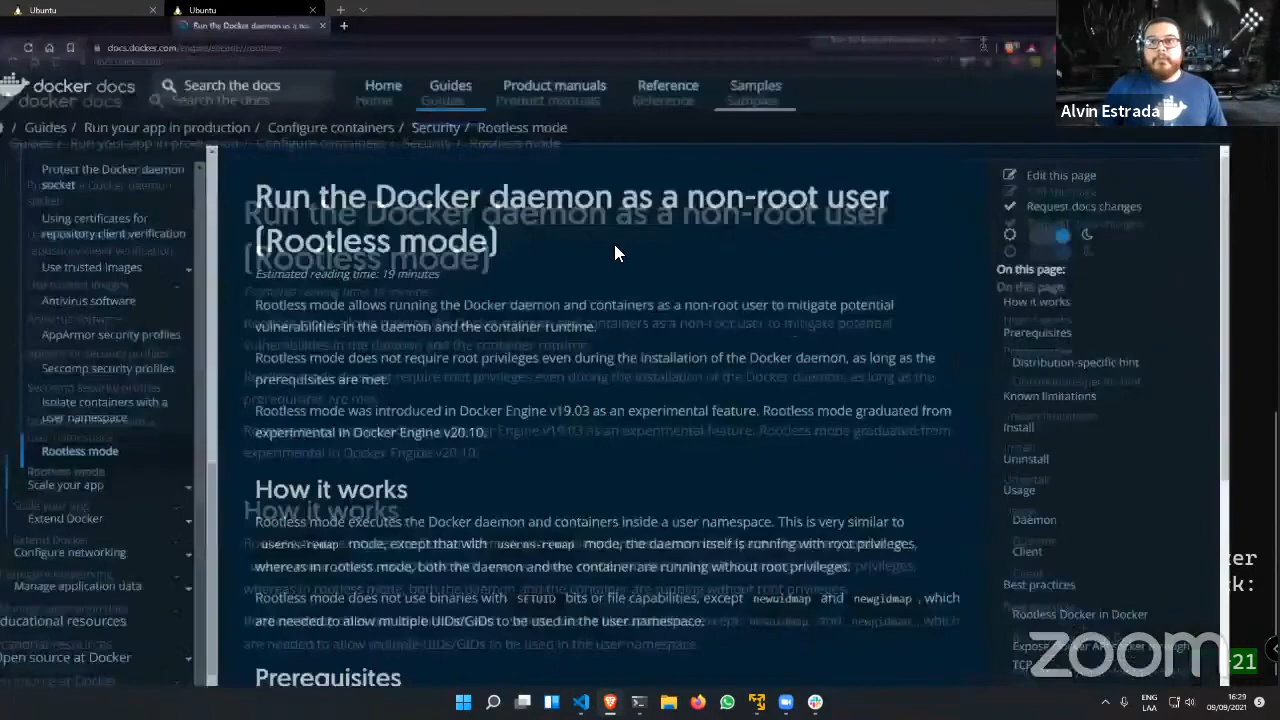 Ubuntu
Ubuntu
Run the Docker daemon as a
docs.docker.com/engine/security/rootless/
docker docs
Search the docs
Home
Guides
Product manuals
Reference
Samples
Alvin Estrada
Guides / Run your app in production / Configure containers / Security / Rootless mode
Protect the Docker daemon
socket
Using certificates for
repository client verification
Use trusted images
Antivirus software
AppArmor security profiles
Seccomp security profiles
Isolate containers with a
user namespace
Rootless mode
Scale your app
Extend Docker
Configure networking
Manage application data
ducational resources
Open source at Docker
Run the Docker daemon as a non-root user
(Rootless mode)
Estimated reading time: 19 minutes
Rootless mode allows running the Docker daemon and containers as a non-root user to mitigate potential
vulnerabilities in the daemon and the container runtime.
Rootless mode does not require root privileges even during the installation of the Docker daemon, as long as the
prerequisites are met.
Rootless mode was introduced in Docker Engine v19.03 as an experimental feature. Rootless mode graduated from
experimental in Docker Engine v20.10.
How it works
Rootless mode executes the Docker daemon and containers inside a user namespace. This is very similar to
userns-remap mode, except that with userns-remap mode, the daemon itself is running with root privileges,
whereas in rootless mode, both the daemon and the container are running without root privileges.
Rootless mode does not use binaries with SETUID bits or file capabilities, except newuidmap and newgidmap, which
are needed to allow multiple UIDs/GIDs to be used in the user namespace.
Prerequisites
Edit this page
Request docs changes
On this page:
How it works
Prerequisites
Distribution-specific hint
Known limitations
Install
Uninstall
Usage
Daemon
Client
Best practices
Rootless Docker in Docker
Expose Docker API socket through
TCP
ker
ck:
-21
zoom
ENG
LAA
16:29
09/09/2021
5